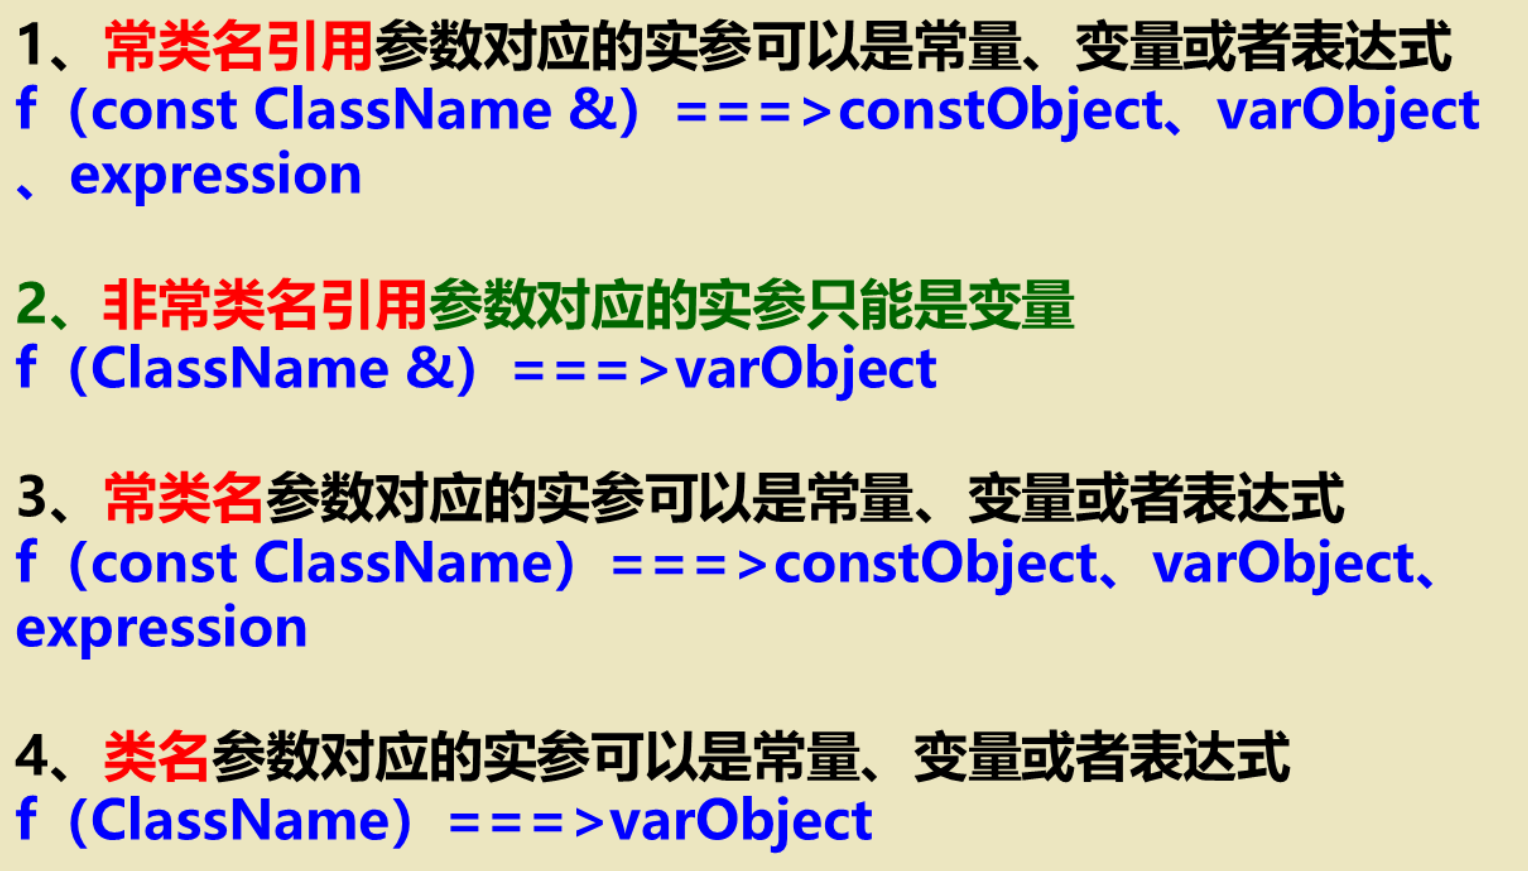 1、常类名引用参数对应的实参可以是常量、变量或者表达式
f（const ClassName &）===>constObject、varObject
、expression
2、非常类名引用参数对应的实参只能是变量
f（ClassName &）===>varObject
3、常类名参数对应的实参可以是常量、变量或者表达式
f（const ClassName）===>constObject、varObject、
expression
4、类名参数对应的实参可以是常量、变量或者表达式
f（ClassName）===>varObject